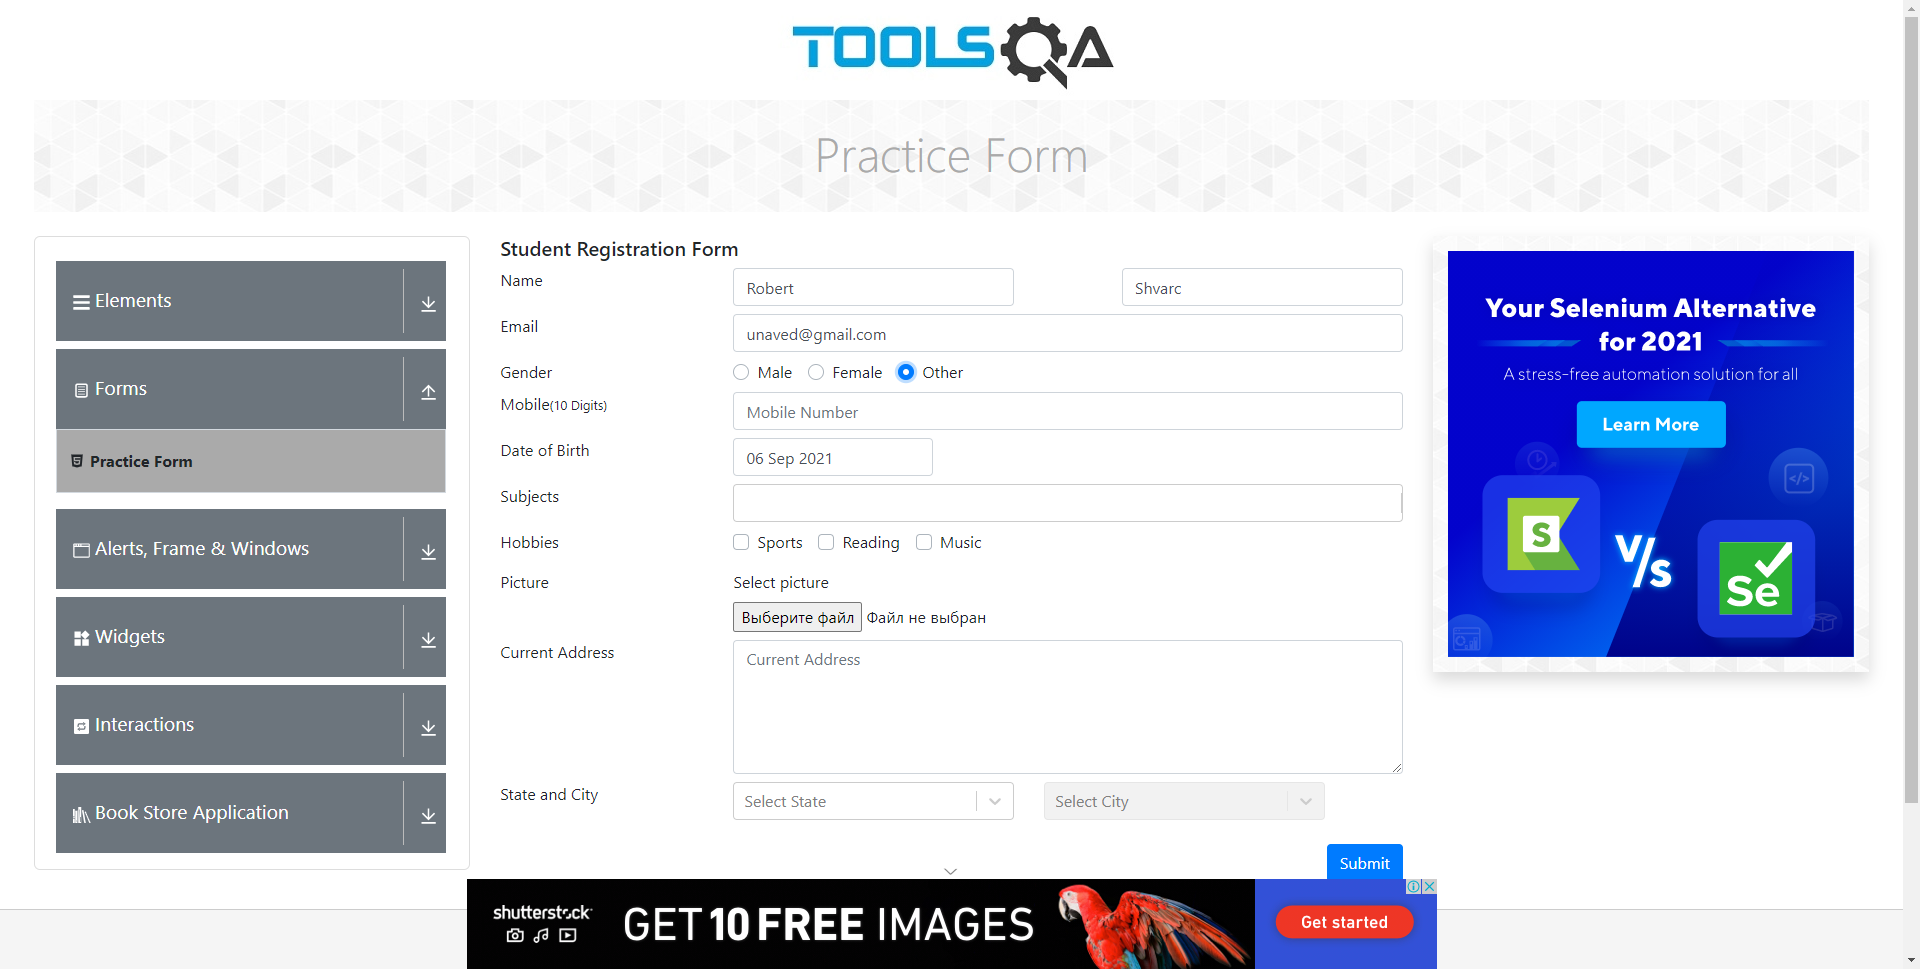 TOOLSQA
Practice Form
Elements
Forms
Practice Form
Alerts, Frame & Windows
Widgets
Interactions
Book Store Application
Student Registration Form
Name
Robert
Shvarc
Email
unaved@gmail.com
Gender
Male
Female
Other
Mobile(10 Digits)
Mobile Number
Date of Birth
06 Sep 2021
Subjects
Hobbies
Sports
Reading
Music
Picture
Select picture
Выберите файл
Файл не выбран
Current Address
Current Address
State and City
Select State
Select City
Submit
Your Selenium Alternative
for 2021
A stress-free automation solution for all
Learn More
S
V/s
Se
shutterstock
GET 10 FREE IMAGES
Get started